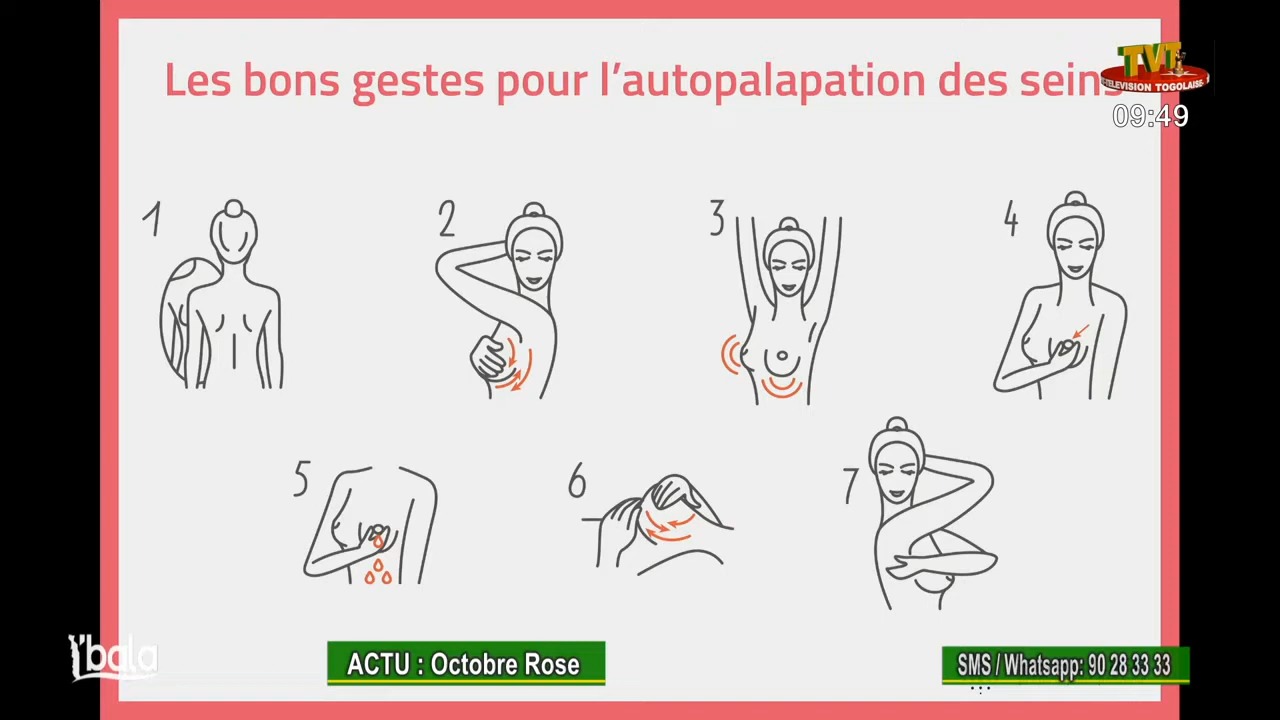 Les bons gestes pour l'autopalapation des seins
TVT
TELEVISION TOGOLAISE
09:49
1
2
3
4
5
6
7
l'bala
ACTU : Octobre Rose
SMS / Whatsapp: 90 28 33 33